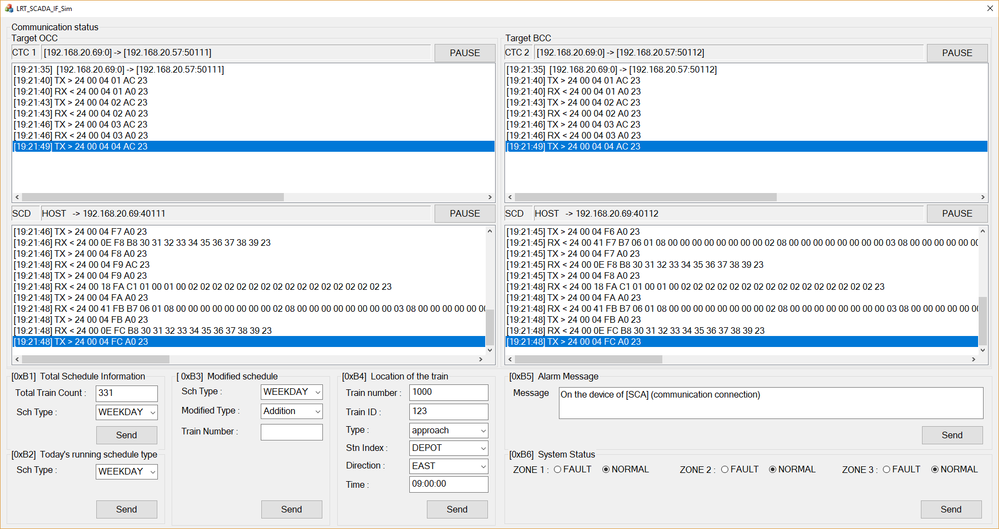 LRT_SCADA_IF_Sim
Communication status
Target OCC
CTC 1 [192.168.20.69:0] -> [192.168.20.57:50111] PAUSE
[19:21:35] [192.168.20.69:0] -> [192.168.20.57:50111]
[19:21:40] TX > 24 00 04 01 AC 23
[19:21:40] RX < 24 00 04 01 A0 23
[19:21:43] TX > 24 00 04 02 AC 23
[19:21:43] RX < 24 00 04 02 A0 23
[19:21:46] TX > 24 00 04 03 AC 23
[19:21:46] RX < 24 00 04 03 A0 23
[19:21:49] TX > 24 00 04 04 AC 23
SCD HOST -> 192.168.20.69:40111 PAUSE
[19:21:46] TX > 24 00 04 F7 A0 23
[19:21:46] RX < 24 00 0E F8 B8 30 31 32 33 34 35 36 37 38 39 23
[19:21:46] TX > 24 00 04 F8 A0 23
[19:21:48] RX < 24 00 04 F9 AC 23
[19:21:48] TX > 24 00 04 F9 A0 23
[19:21:48] RX < 24 00 18 FA C1 01 00 01 00 02 02 02 02 02 02 02 02 02 02 02 02 02 02 02 02 23
[19:21:48] TX > 24 00 04 FA A0 23
[19:21:48] RX < 24 00 41 FB B7 06 01 08 00 00 00 00 00 00 00 00 02 08 00 00 00 00 00 00 00 00 03 08 00 00 00 00 00
[19:21:48] TX > 24 00 04 FB A0 23
[19:21:48] RX < 24 00 0E FC B8 30 31 32 33 34 35 36 37 38 39 23
[19:21:48] TX > 24 00 04 FC A0 23
Target BCC
CTC 2 [192.168.20.69:0] -> [192.168.20.57:50112] PAUSE
[19:21:35] [192.168.20.69:0] -> [192.168.20.57:50112]
[19:21:40] TX > 24 00 04 01 AC 23
[19:21:40] RX < 24 00 04 01 A0 23
[19:21:43] TX > 24 00 04 02 AC 23
[19:21:43] RX < 24 00 04 02 A0 23
[19:21:46] TX > 24 00 04 03 AC 23
[19:21:46] RX < 24 00 04 03 A0 23
[19:21:49] TX > 24 00 04 04 AC 23
SCD HOST -> 192.168.20.69:40112 PAUSE
[19:21:45] TX > 24 00 04 F6 A0 23
[19:21:45] RX < 24 00 41 F7 B7 06 01 08 00 00 00 00 00 00 00 00 02 08 00 00 00 00 00 00 00 00 03 08 00 00 00 00 00
[19:21:45] TX > 24 00 04 F7 A0 23
[19:21:45] RX < 24 00 0E F8 B8 30 31 32 33 34 35 36 37 38 39 23
[19:21:45] TX > 24 00 04 F8 A0 23
[19:21:48] RX < 24 00 18 FA C1 01 00 01 00 02 02 02 02 02 02 02 02 02 02 02 02 02 02 02 02 23
[19:21:48] TX > 24 00 04 FA A0 23
[19:21:48] RX < 24 00 41 FB B7 06 01 08 00 00 00 00 00 00 00 00 02 08 00 00 00 00 00 00 00 00 03 08 00 00 00 00 00
[19:21:48] TX > 24 00 04 FB A0 23
[19:21:48] RX < 24 00 0E FC B8 30 31 32 33 34 35 36 37 38 39 23
[19:21:48] TX > 24 00 04 FC A0 23
[0xB1] Total Schedule Information
Total Train Count : 331
Sch Type : WEEKDAY
Send
[0xB2] Today's running schedule type
Sch Type : WEEKDAY
Send
[ 0xB3] Modified schedule
Sch Type : WEEKDAY
Modified Type : Addition
Train Number :
Send
[0xB4] Location of the train
Train number : 1000
Train ID : 123
Type : approach
Stn Index : DEPOT
Direction : EAST
Time : 09:00:00
Send
[0xB5] Alarm Message
Message On the device of [SCA] (communication connection)
Send
[0xB6] System Status
ZONE 1 : FAULT NORMAL ZONE 2 : FAULT NORMAL ZONE 3 : FAULT NORMAL
Send